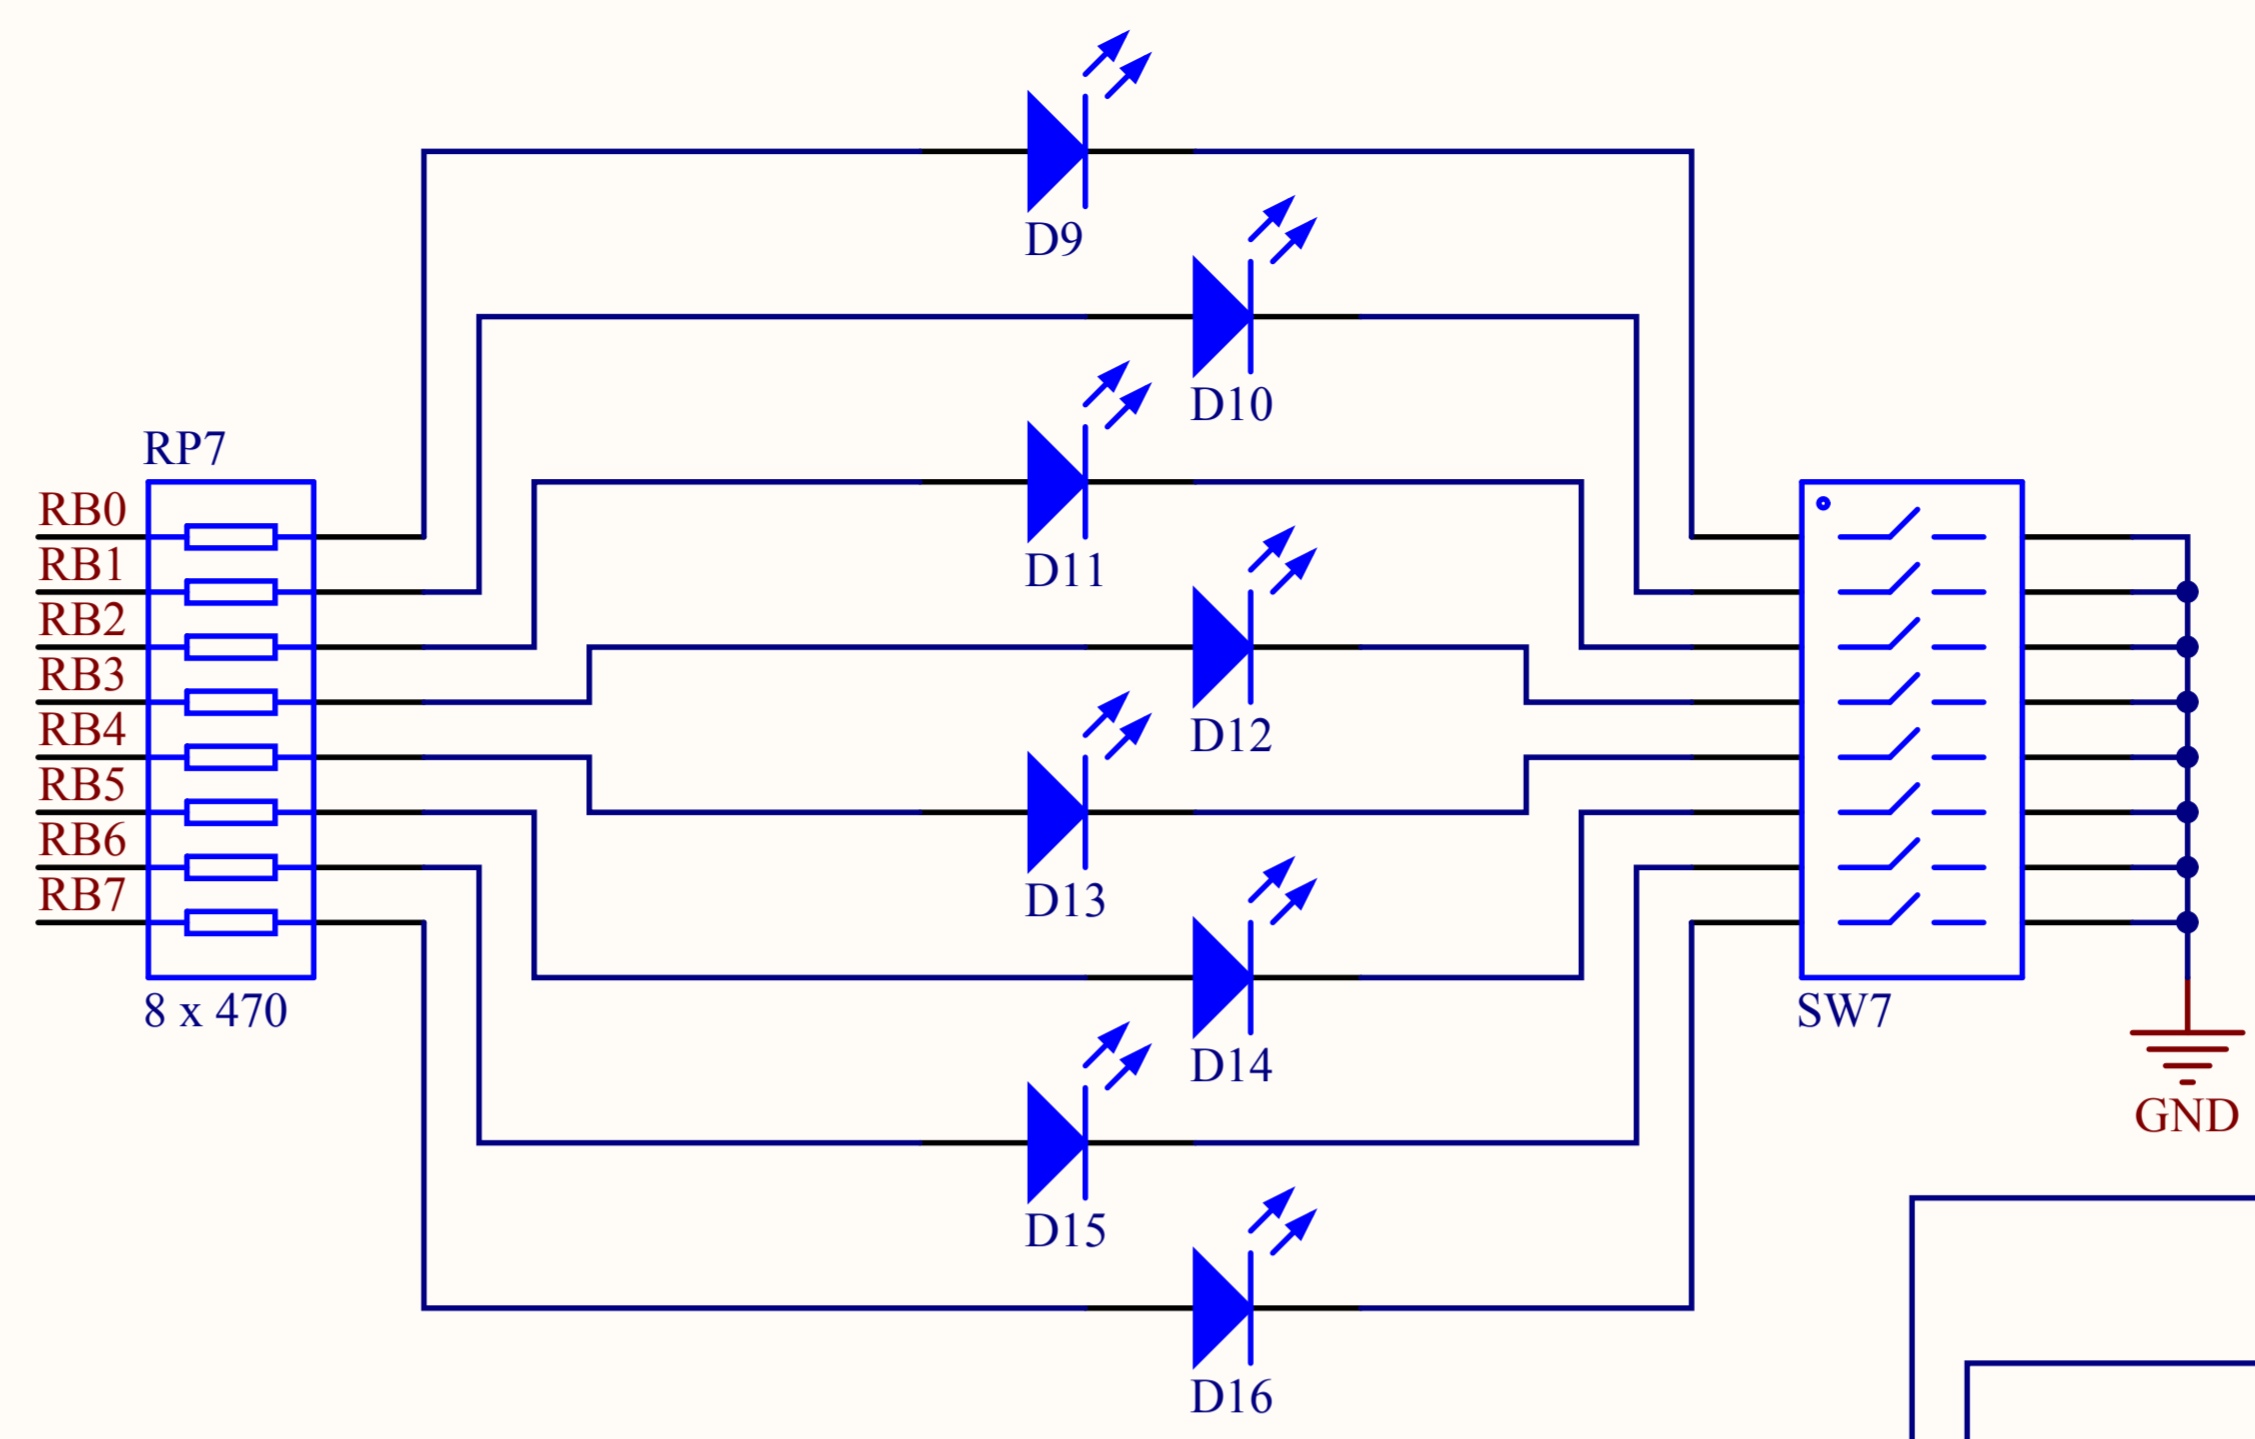 D9
D10
RP7
RB0
D11
RB1
RB2
RB3
RB4
D12
RB5
RB6
RB7
D13
8 x 470
SW7
D14
GND
D15
D16